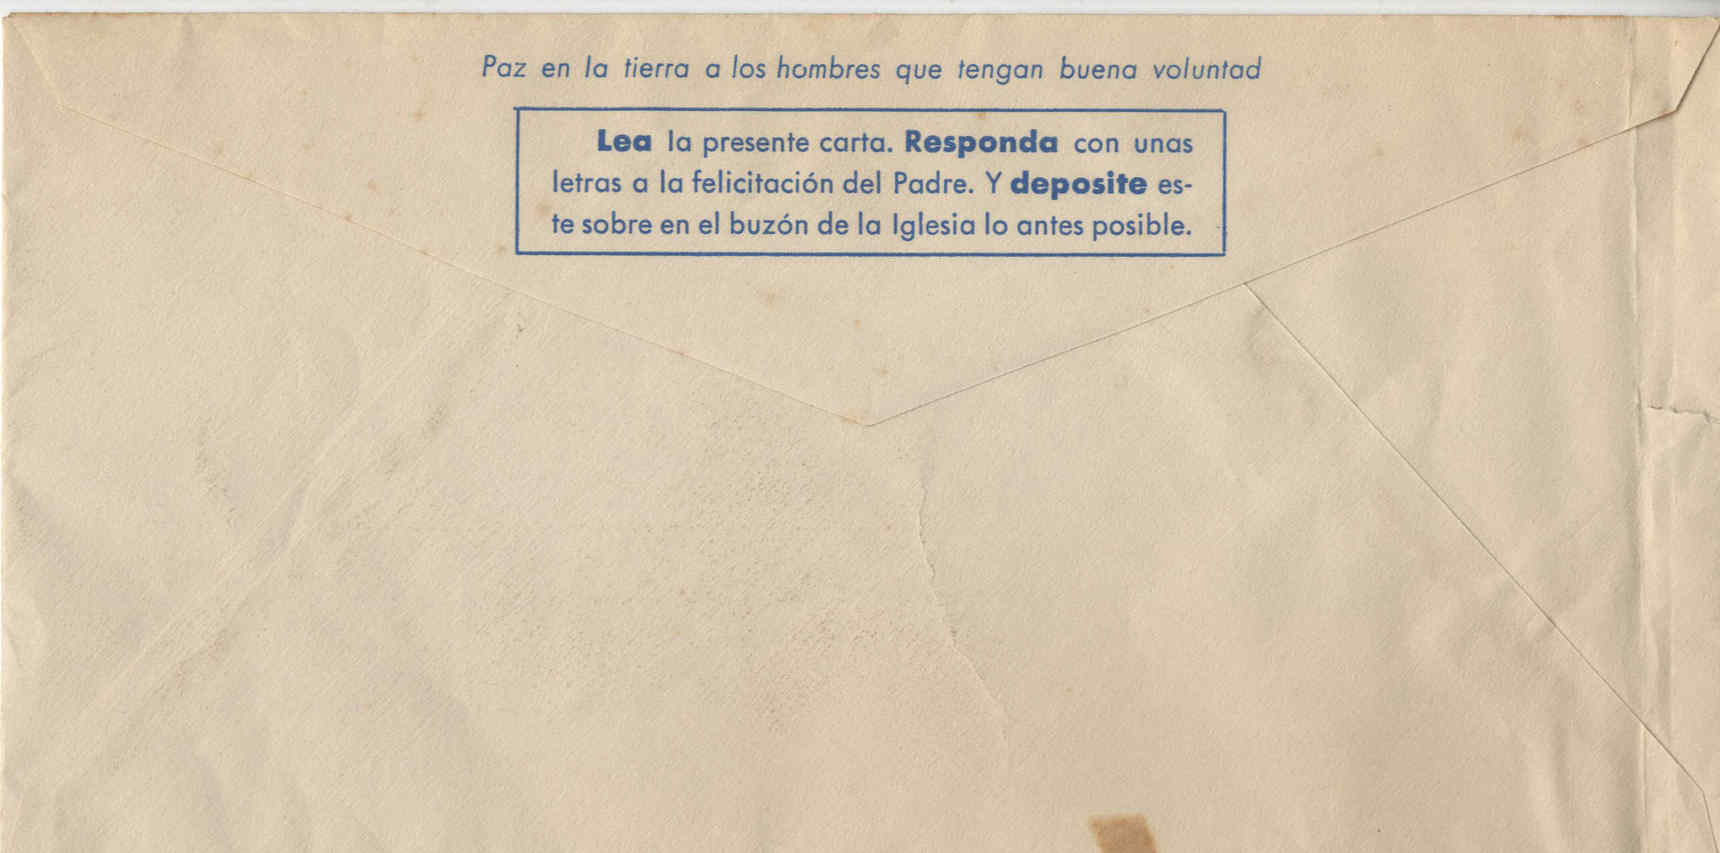 Paz en la tierra a los hombres que tengan buena voluntad
Lea la presente carta. Responda con unas
letras a la felicitación del Padre. Y deposite es-
te sobre en el buzón de la Iglesia lo antes posible.